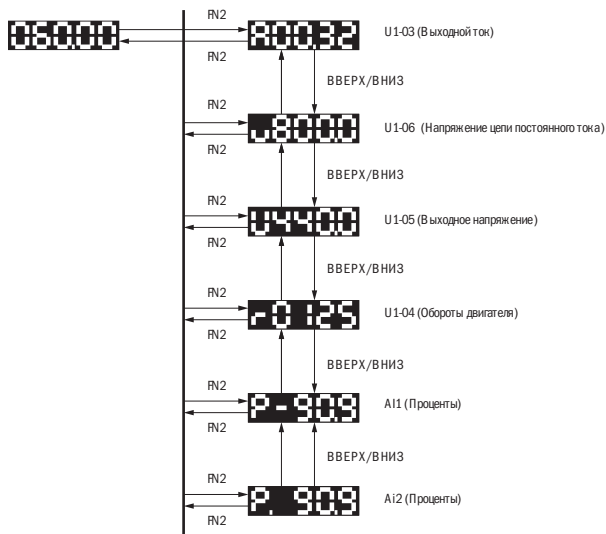 FN2
FN2
U1-03 (Выходной ток)
ВВЕРХ/ВНИЗ
FN2
FN2
U1-06 (Напряжение цепи постоянного тока)
ВВЕРХ/ВНИЗ
FN2
FN2
U1-05 (Выходное напряжение)
ВВЕРХ/ВНИЗ
FN2
FN2
U1-04 (Обороты двигателя)
ВВЕРХ/ВНИЗ
FN2
FN2
AI1 (Проценты)
ВВЕРХ/ВНИЗ
FN2
FN2
Ai2 (Проценты)